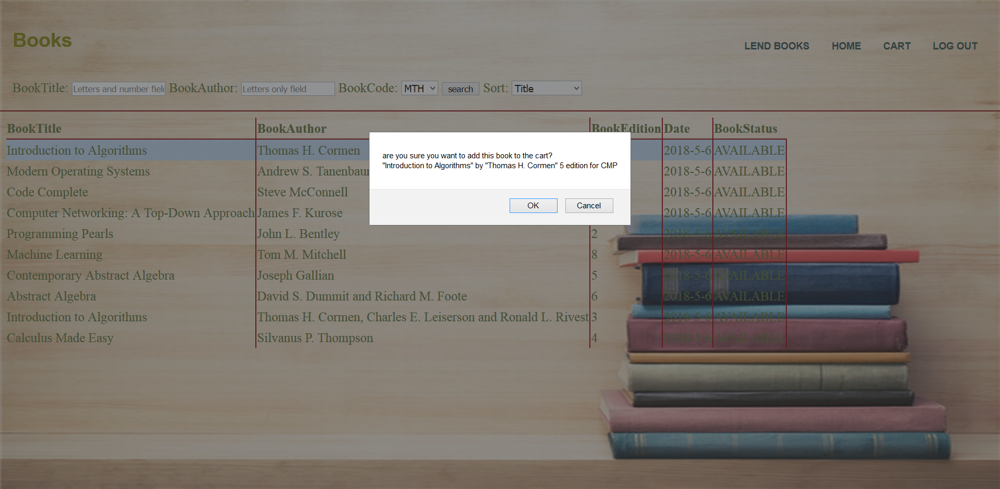 Books
LEND BOOKS HOME CART LOG OUT
BookTitle: Letters and number fielc BookAuthor: Letters only field BookCode: MTH search Sort: Title
BookTitle BookAuthor BookEdition Date BookStatus
Introduction to Algorithms Thomas H. Cormen 2018-5-6 AVAILABLE
are you sure you want to add this book to the cart?
"Introduction to Algorithms" by "Thomas H. Cormen" 5 edition for CMP
OK Cancel
Modern Operating Systems Andrew S. Tanenbaum 2018-5-6 AVAILABLE
Code Complete Steve McConnell 2018-5-6 AVAILABLE
Computer Networking: A Top-Down Approach James F. Kurose 2018-5-6 AVAILABLE
Programming Pearls John L. Bentley 2 2018-5-6 AVAILABLE
Machine Learning Tom M. Mitchell 8 2018-5-6 AVAILABLE
Contemporary Abstract Algebra Joseph Gallian 5 2018-5-6 AVAILABLE
Abstract Algebra David S. Dummit and Richard M. Foote 6 2018-5-6 AVAILABLE
Introduction to Algorithms Thomas H. Cormen, Charles E. Leiserson and Ronald L. Rivest 3 2018-5-6 AVAILABLE
Calculus Made Easy Silvanus P. Thompson 4 2018-5-6 AVAILABLE